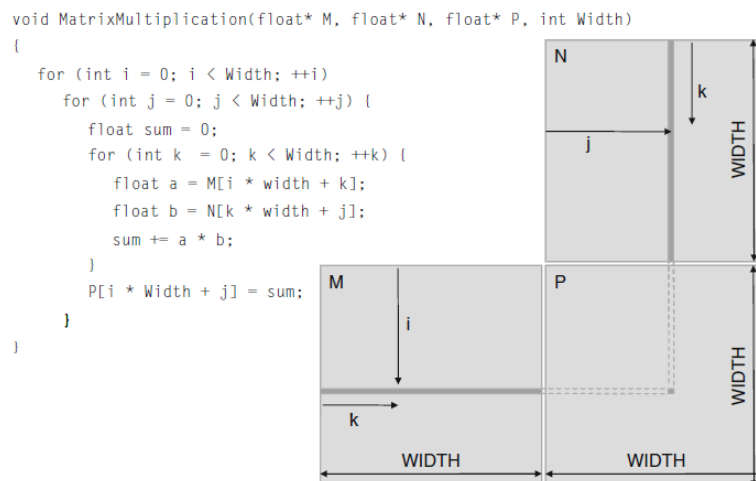 void MatrixMultiplication(float* M, float* N, float* P, int Width)
{
for (int i = 0; i < Width; ++i)
for (int j = 0; j < Width; ++j) {
float sum = 0;
for (int k = 0; k < Width; ++k) {
float a = M[i * width + k];
float b = N[k * width + j];
sum += a * b;
}
P[i * Width + j] = sum;
}
}
N
k
j
WIDTH
M
i
k
WIDTH
P
WIDTH
WIDTH